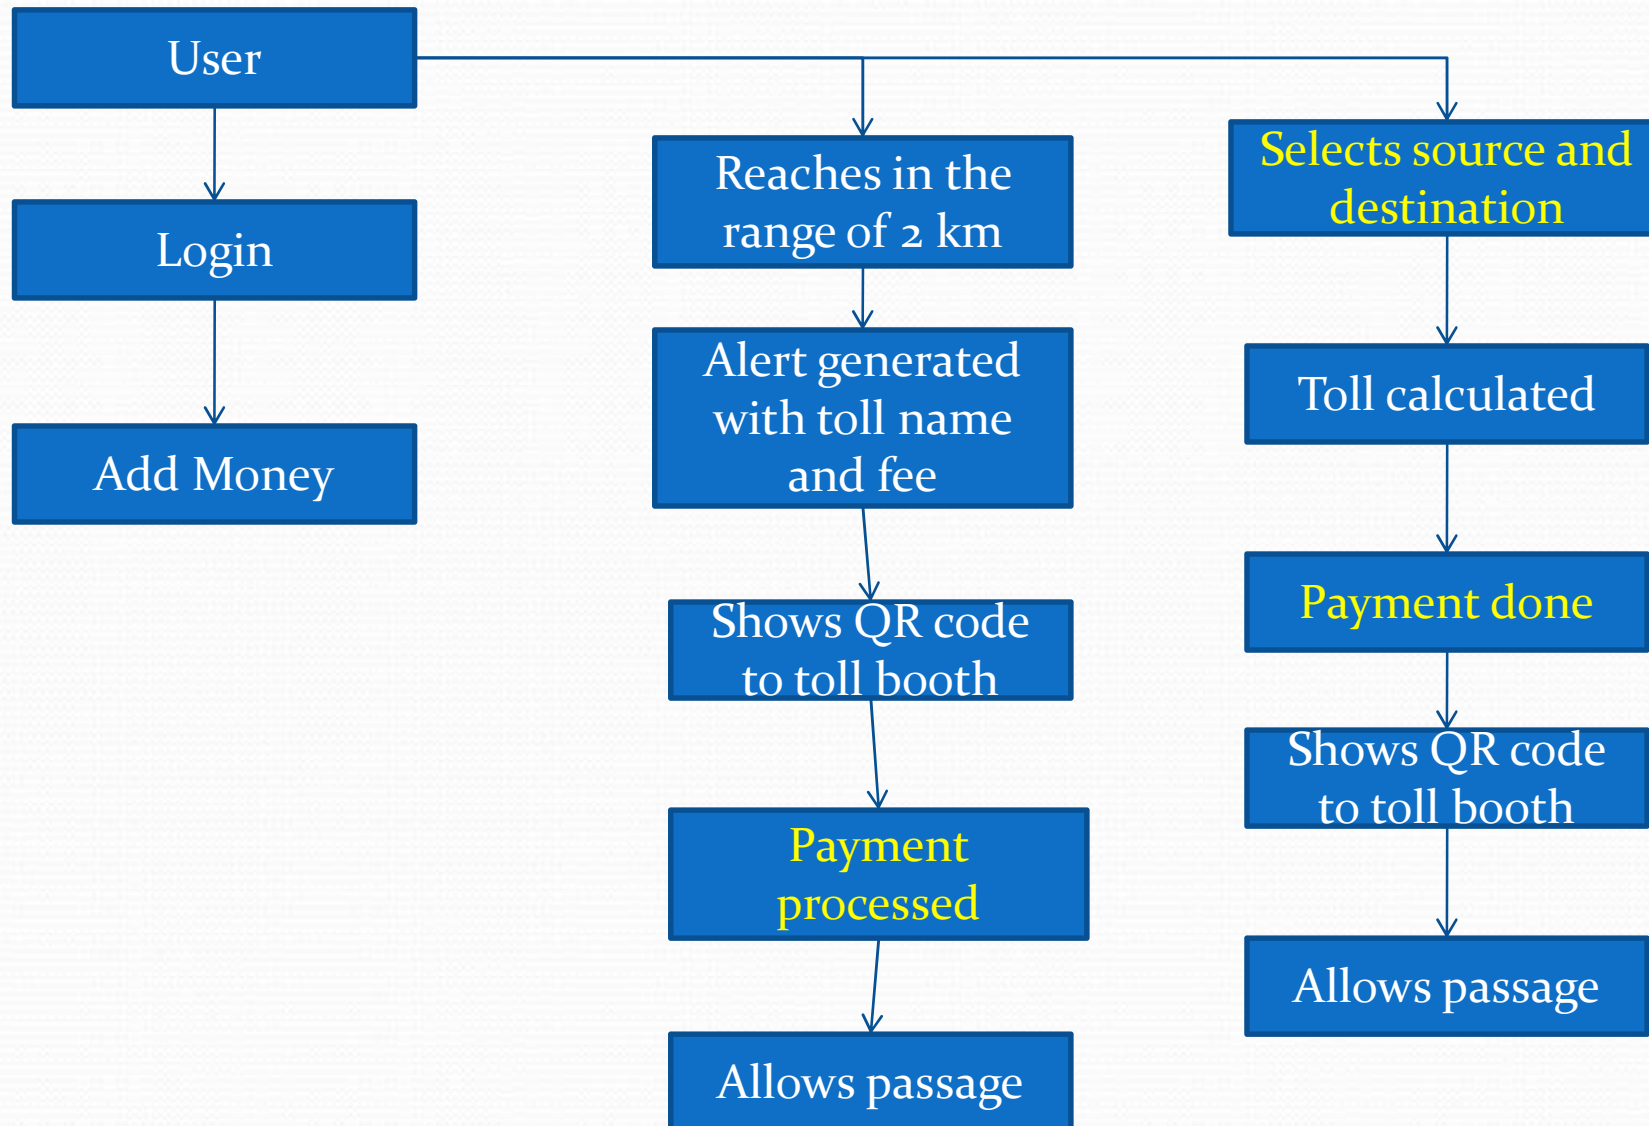 User
Login
Add Money
Reaches in the
range of 2 km
Alert generated
with toll name
and fee
Shows QR code
to toll booth
Payment
processed
Allows passage
Selects source and
destination
Toll calculated
Payment done
Shows QR code
to toll booth
Allows passage